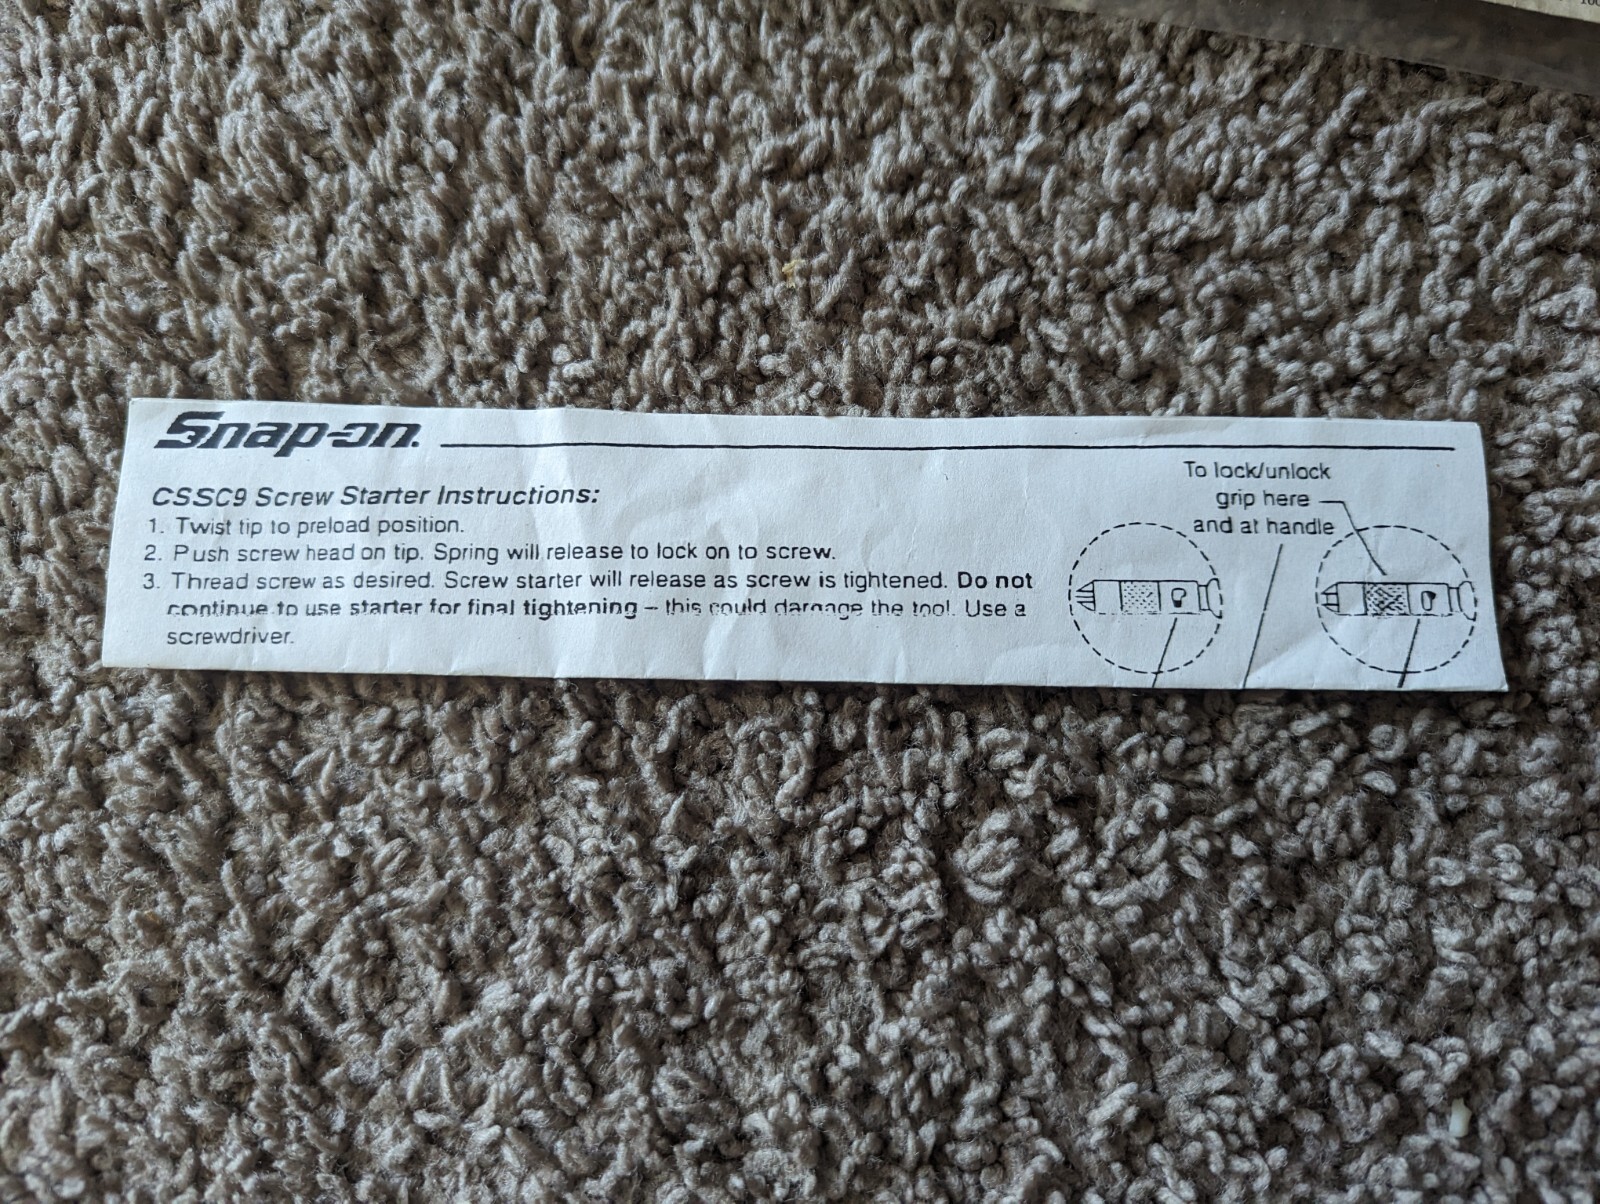 Snap-on.
CSSC9 Screw Starter Instructions:
1. Twist tip to preload position.
2. Push screw head on tip. Spring will release to lock on to screw.
3. Thread screw as desired. Screw starter will release as screw is tightened. Do not
continue to use starter for final tightening – this could damage the tool. Use a
screwdriver.
To lock/unlock
grip here
and at handle